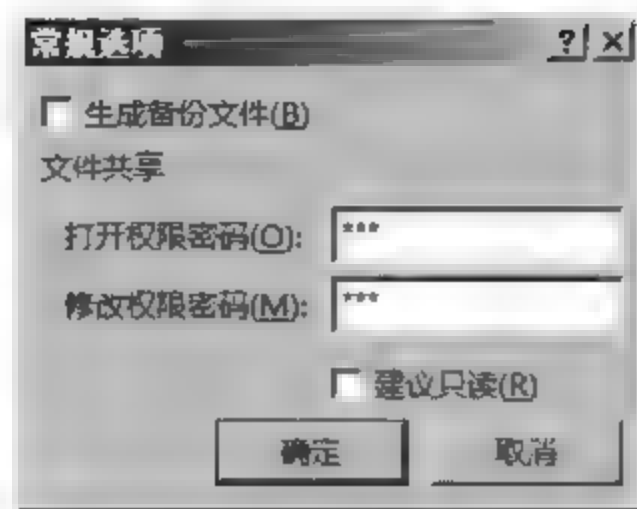 常规选项
生成备份文件(B)
文件共享
打开权限密码(O): ***
修改权限密码(M): ***
建议只读(R)
确定 取消